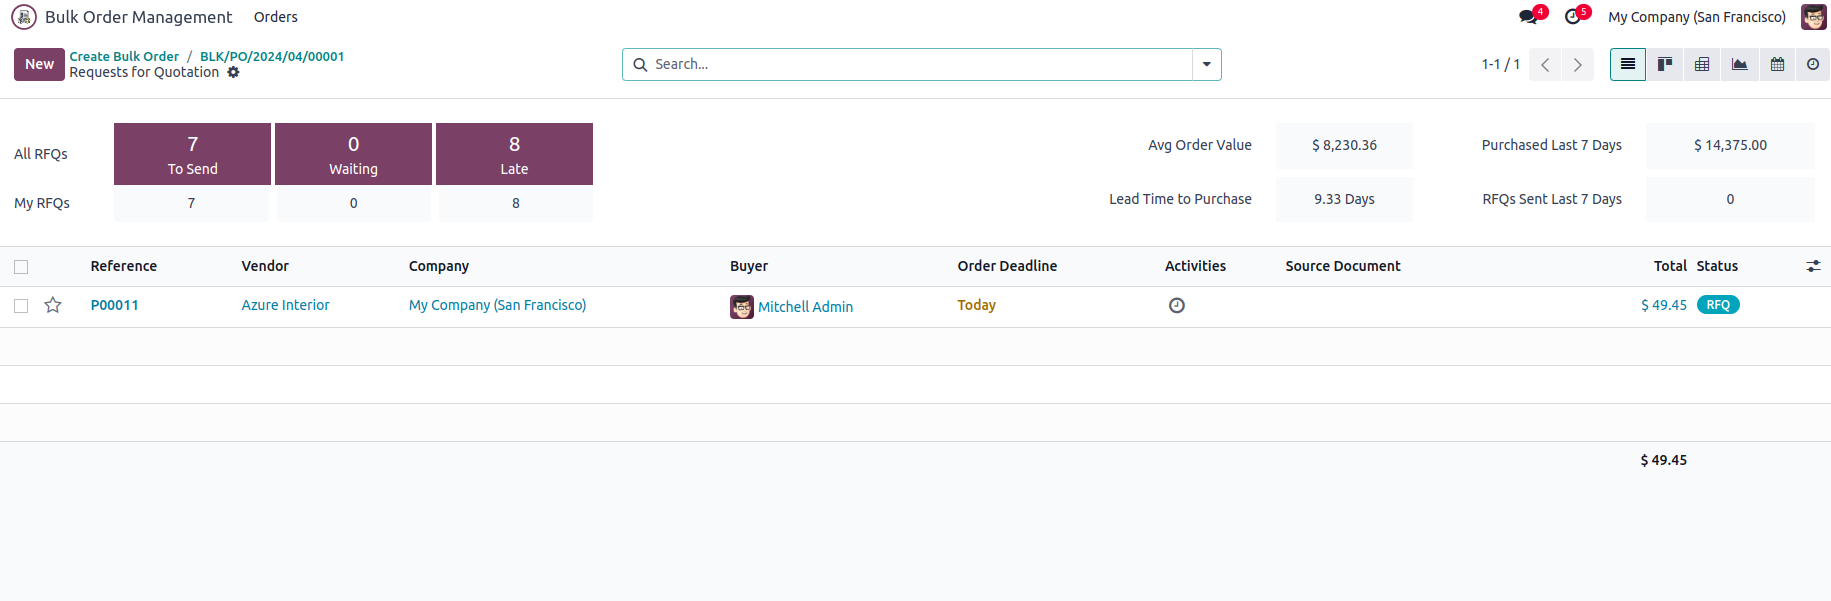 Bulk Order Management Orders 4 5 My Company (San Francisco)
New Create Bulk Order / BLK/PO/2024/04/00001
Requests for Quotation
Search...
1-1 / 1
All RFQs 7 To Send 0 Waiting 8 Late
My RFQs 7 0 8
Avg Order Value $ 8,230.36 Purchased Last 7 Days $ 14,375.00
Lead Time to Purchase 9.33 Days RFQs Sent Last 7 Days 0
Reference Vendor Company Buyer Order Deadline Activities Source Document Total Status
P00011 Azure Interior My Company (San Francisco) Mitchell Admin Today $ 49.45 RFQ
$ 49.45